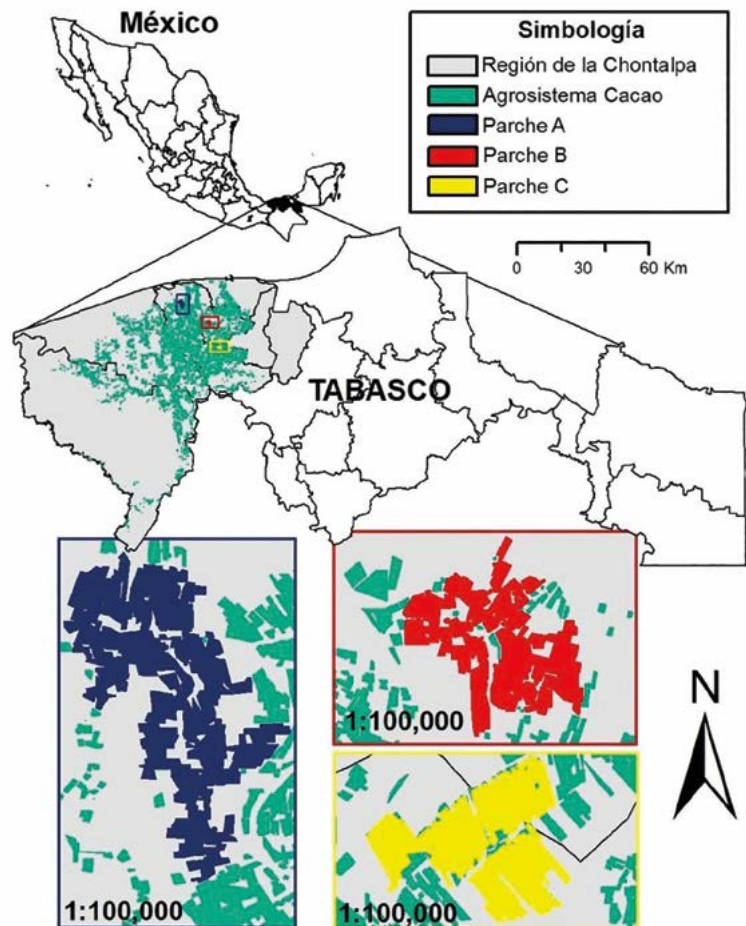 México
Simbología
Región de la Chontalpa
Agrosistema Cacao
Parche A
Parche B
Parche C
0 30 60 Km
TABASCO
1:100,000
1:100,000
1:100,000
N